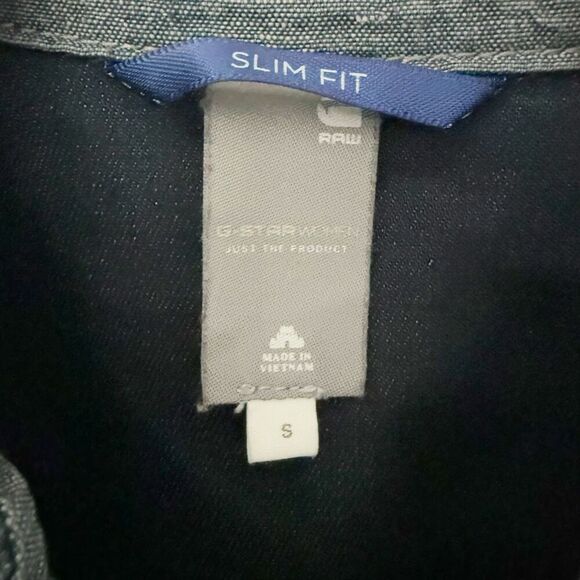 SLIM FIT
RAW
G-STAR WOMEN
JUST THE PRODUCT
MADE IN
VIETNAM
S